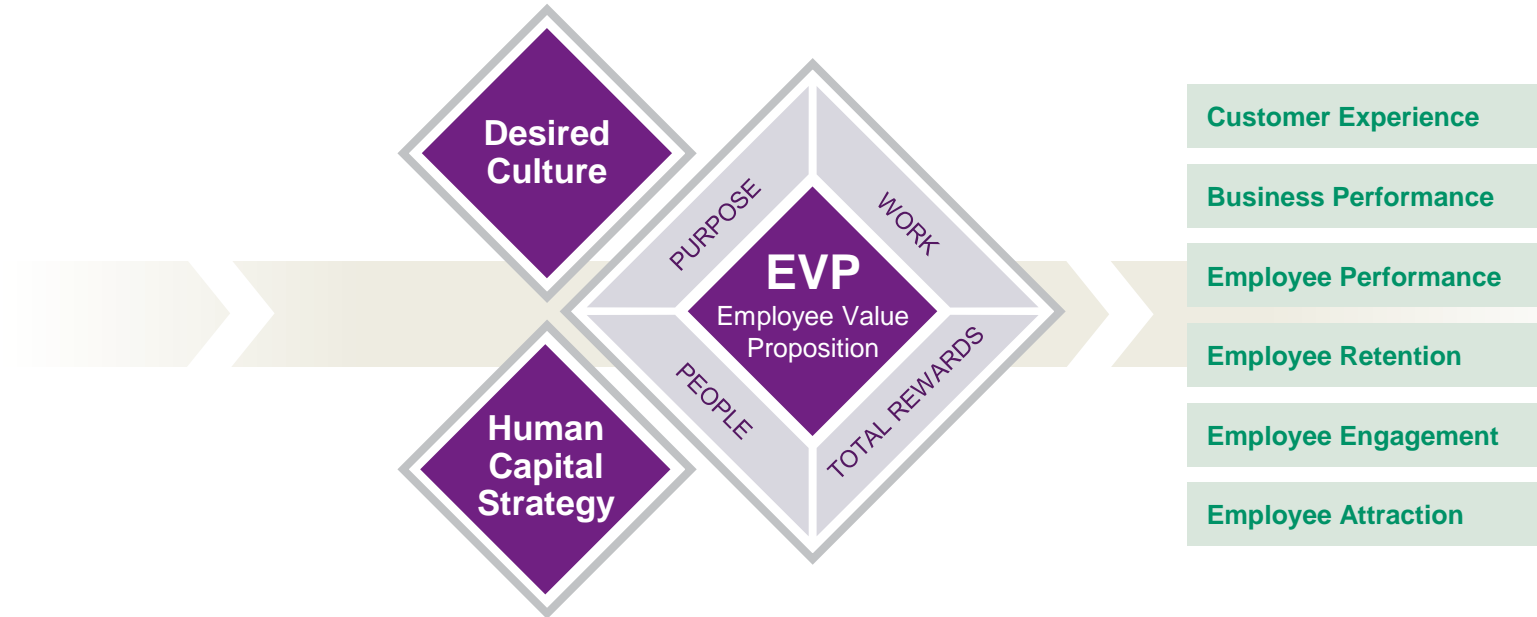 Desired
Culture
Human
Capital
Strategy
PURPOSE
WORK
EVP
Employee Value
Proposition
PEOPLE
TOTAL REWARDS
Customer Experience
Business Performance
Employee Performance
Employee Retention
Employee Engagement
Employee Attraction